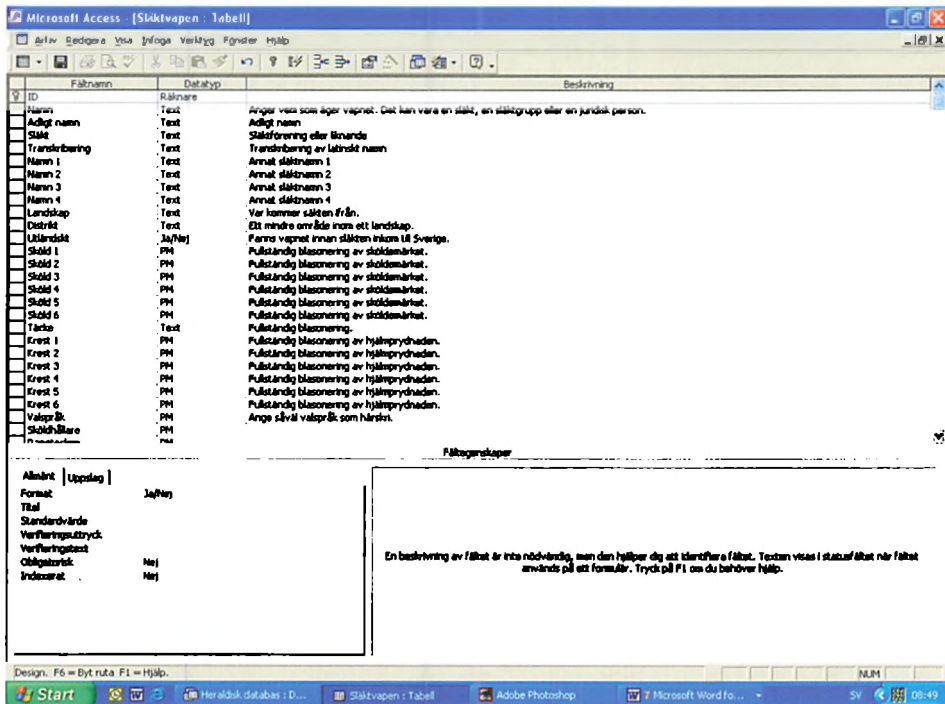 Microsoft Access - [Släktvapen : Tabell]
Arkiv Redigera Visa Infoga Verktyg Fönster Hjälp
Fältnamn Datatyp Beskrivning
ID Räknare
Namn Text Anger vem som äger vapnet. Det kan vara en släkt, en släktgrupp eller en juridisk person.
Adligt namn Text Adligt namn
Släkt Text Släktförening eller liknande
Transkribering Text Transkribering av latinskt namn
Namn 1 Text Annat släktnamn 1
Namn 2 Text Annat släktnamn 2
Namn 3 Text Annat släktnamn 3
Namn 4 Text Annat släktnamn 4
Landskap Text Var kommer säkten ifrån.
Distrikt Text Ett mindre område inom ett landskap.
Utländskt Ja/Nej Fanns vapnet innan släkten inkom till Sverige.
Sköld 1 PM Fullständig blasonering av sköldemärket.
Sköld 2 PM Fullständig blasonering av sköldemärket.
Sköld 3 PM Fullständig blasonering av sköldemärket.
Sköld 4 PM Fullständig blasonering av sköldemärket.
Sköld 5 PM Fullständig blasonering av sköldemärket.
Sköld 6 PM Fullständig blasonering av sköldemärket.
Täcke Text Fullständig blasonering.
Krest 1 PM Fullständig blasonering av hjälmprydnaden.
Krest 2 PM Fullständig blasonering av hjälmprydnaden.
Krest 3 PM Fullständig blasonering av hjälmprydnaden.
Krest 4 PM Fullständig blasonering av hjälmprydnaden.
Krest 5 PM Fullständig blasonering av hjälmprydnaden.
Krest 6 PM Fullständig blasonering av hjälmprydnaden.
Valspråk PM Ange såväl valspråk som härskri.
Sköldhållare PM
PM
Fältegenskaper
Allmänt Uppslag
Format Ja/Nej
Titel
Standardvärde
Verifieringsuttryck
Verifieringstext
Obligatorisk Nej
Indexerat Nej
En beskrivning av fältet är inte nödvändig, men den hjälper dig att identifiera fältet. Texten visas i statusfältet när fältet
används på ett formulär. Tryck på F1 om du behöver hjälp.
Design. F6 = Byt ruta F1 = Hjälp. NUM
Start Heraldisk databas : D... Släktvapen : Tabell Adobe Photoshop 7 Microsoft Word fo... SV 08:49